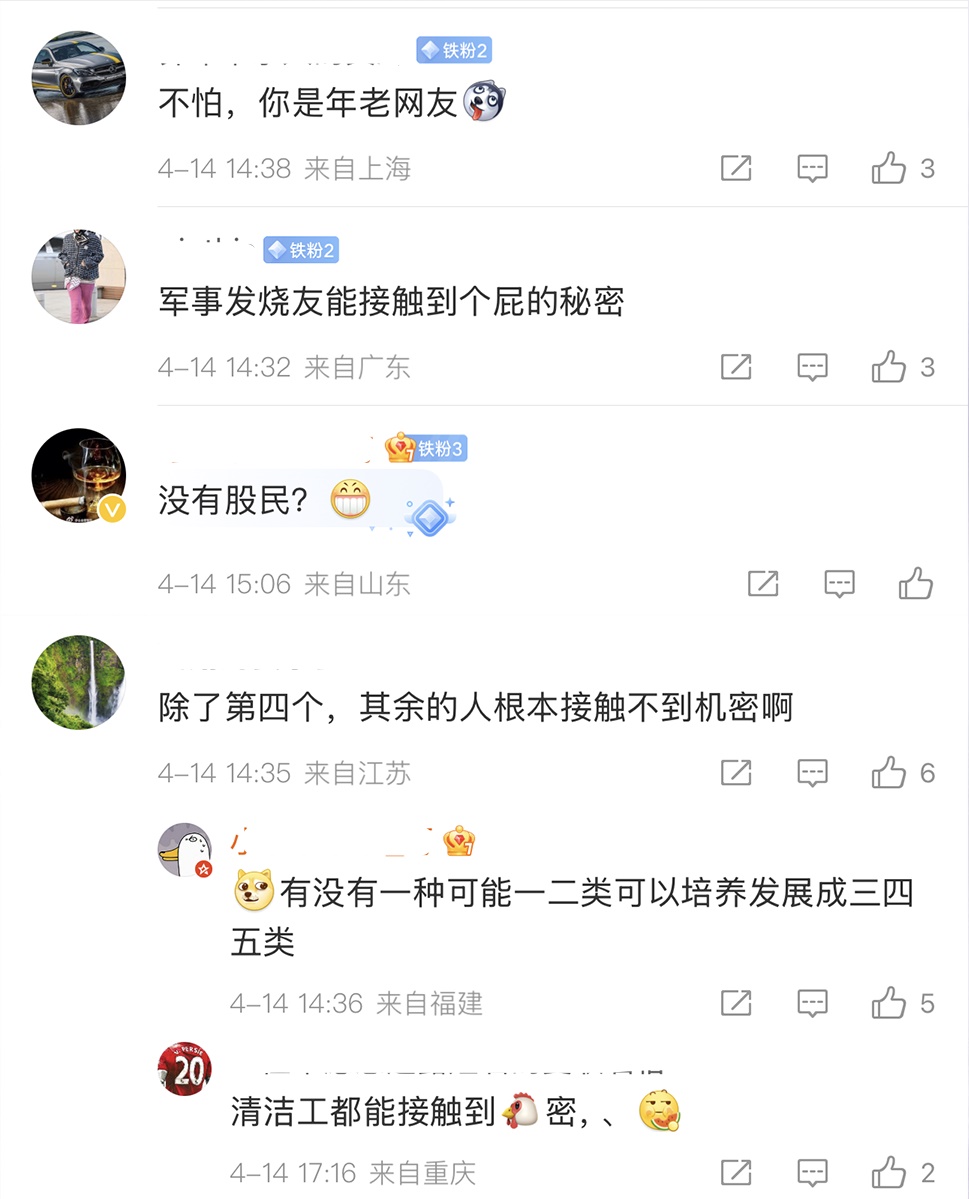 铁粉2
不怕，你是年老网友
4-14 14:38 来自上海
3
铁粉2
军事发烧友能接触到个屁的秘密
4-14 14:32 来自广东
3
铁粉3
没有股民？
4-14 15:06 来自山东
除了第四个，其余的人根本接触不到机密啊
4-14 14:35 来自江苏
6
有没有一种可能一二类可以培养发展成三四
五类
4-14 14:36 来自福建
5
V. PERSIE
20
清洁工都能接触到密,、
4-14 17:16 来自重庆
2